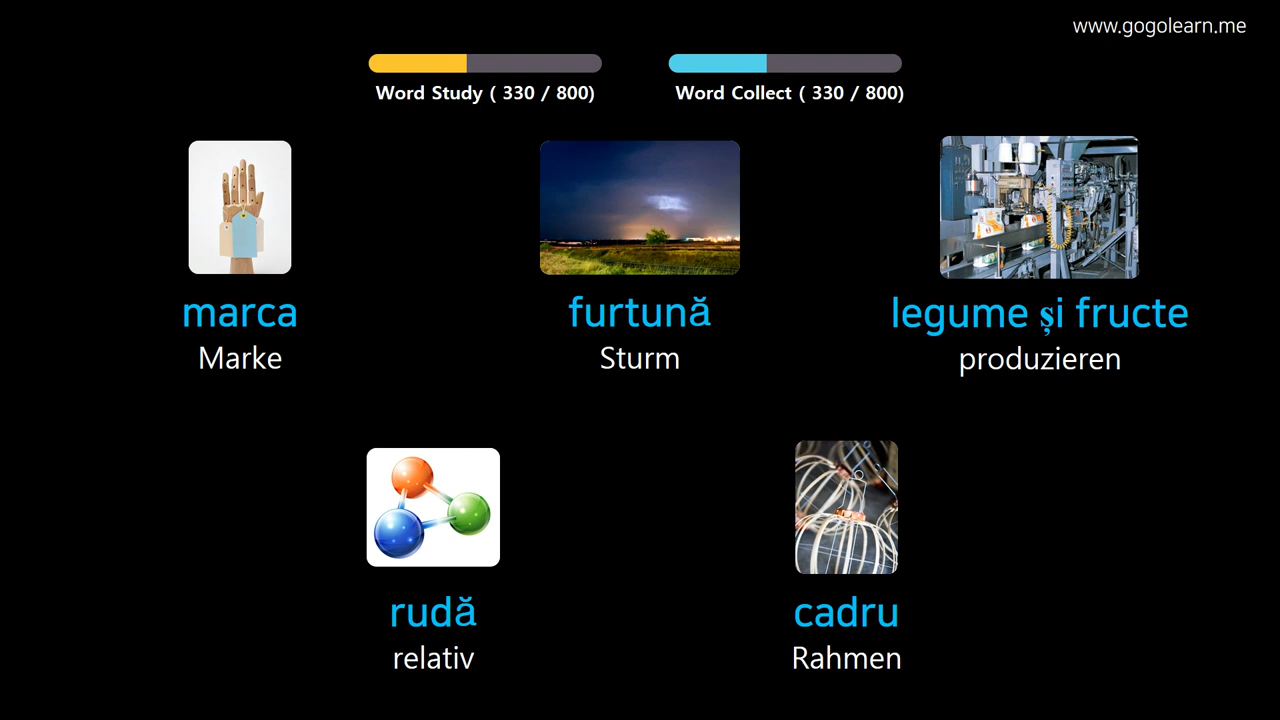 www.gogolearn.me
Word Study ( 330 / 800)
Word Collect ( 330 / 800)
marca
Marke
furtună
Sturm
legume și fructe
produzieren
rudă
relativ
cadru
Rahmen